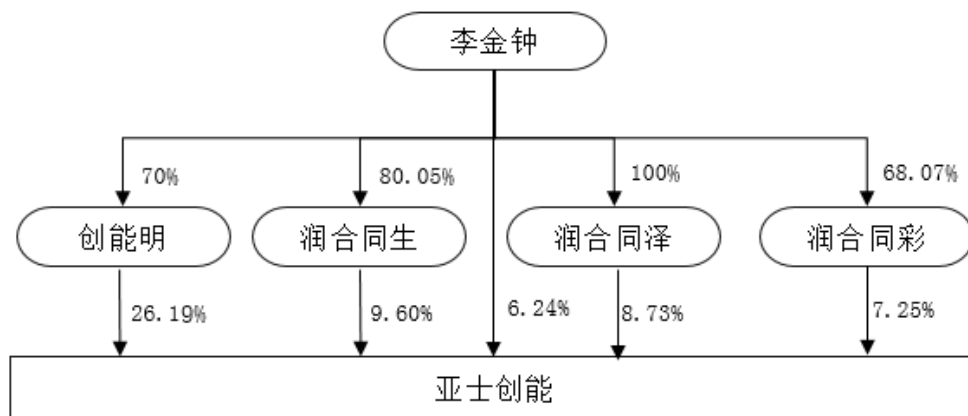 李金钟
70%
80.05%
100%
68.07%
创能明
润合同生
润合同泽
润合同彩
26.19%
9.60%
6.24%
8.73%
7.25%
亚士创能